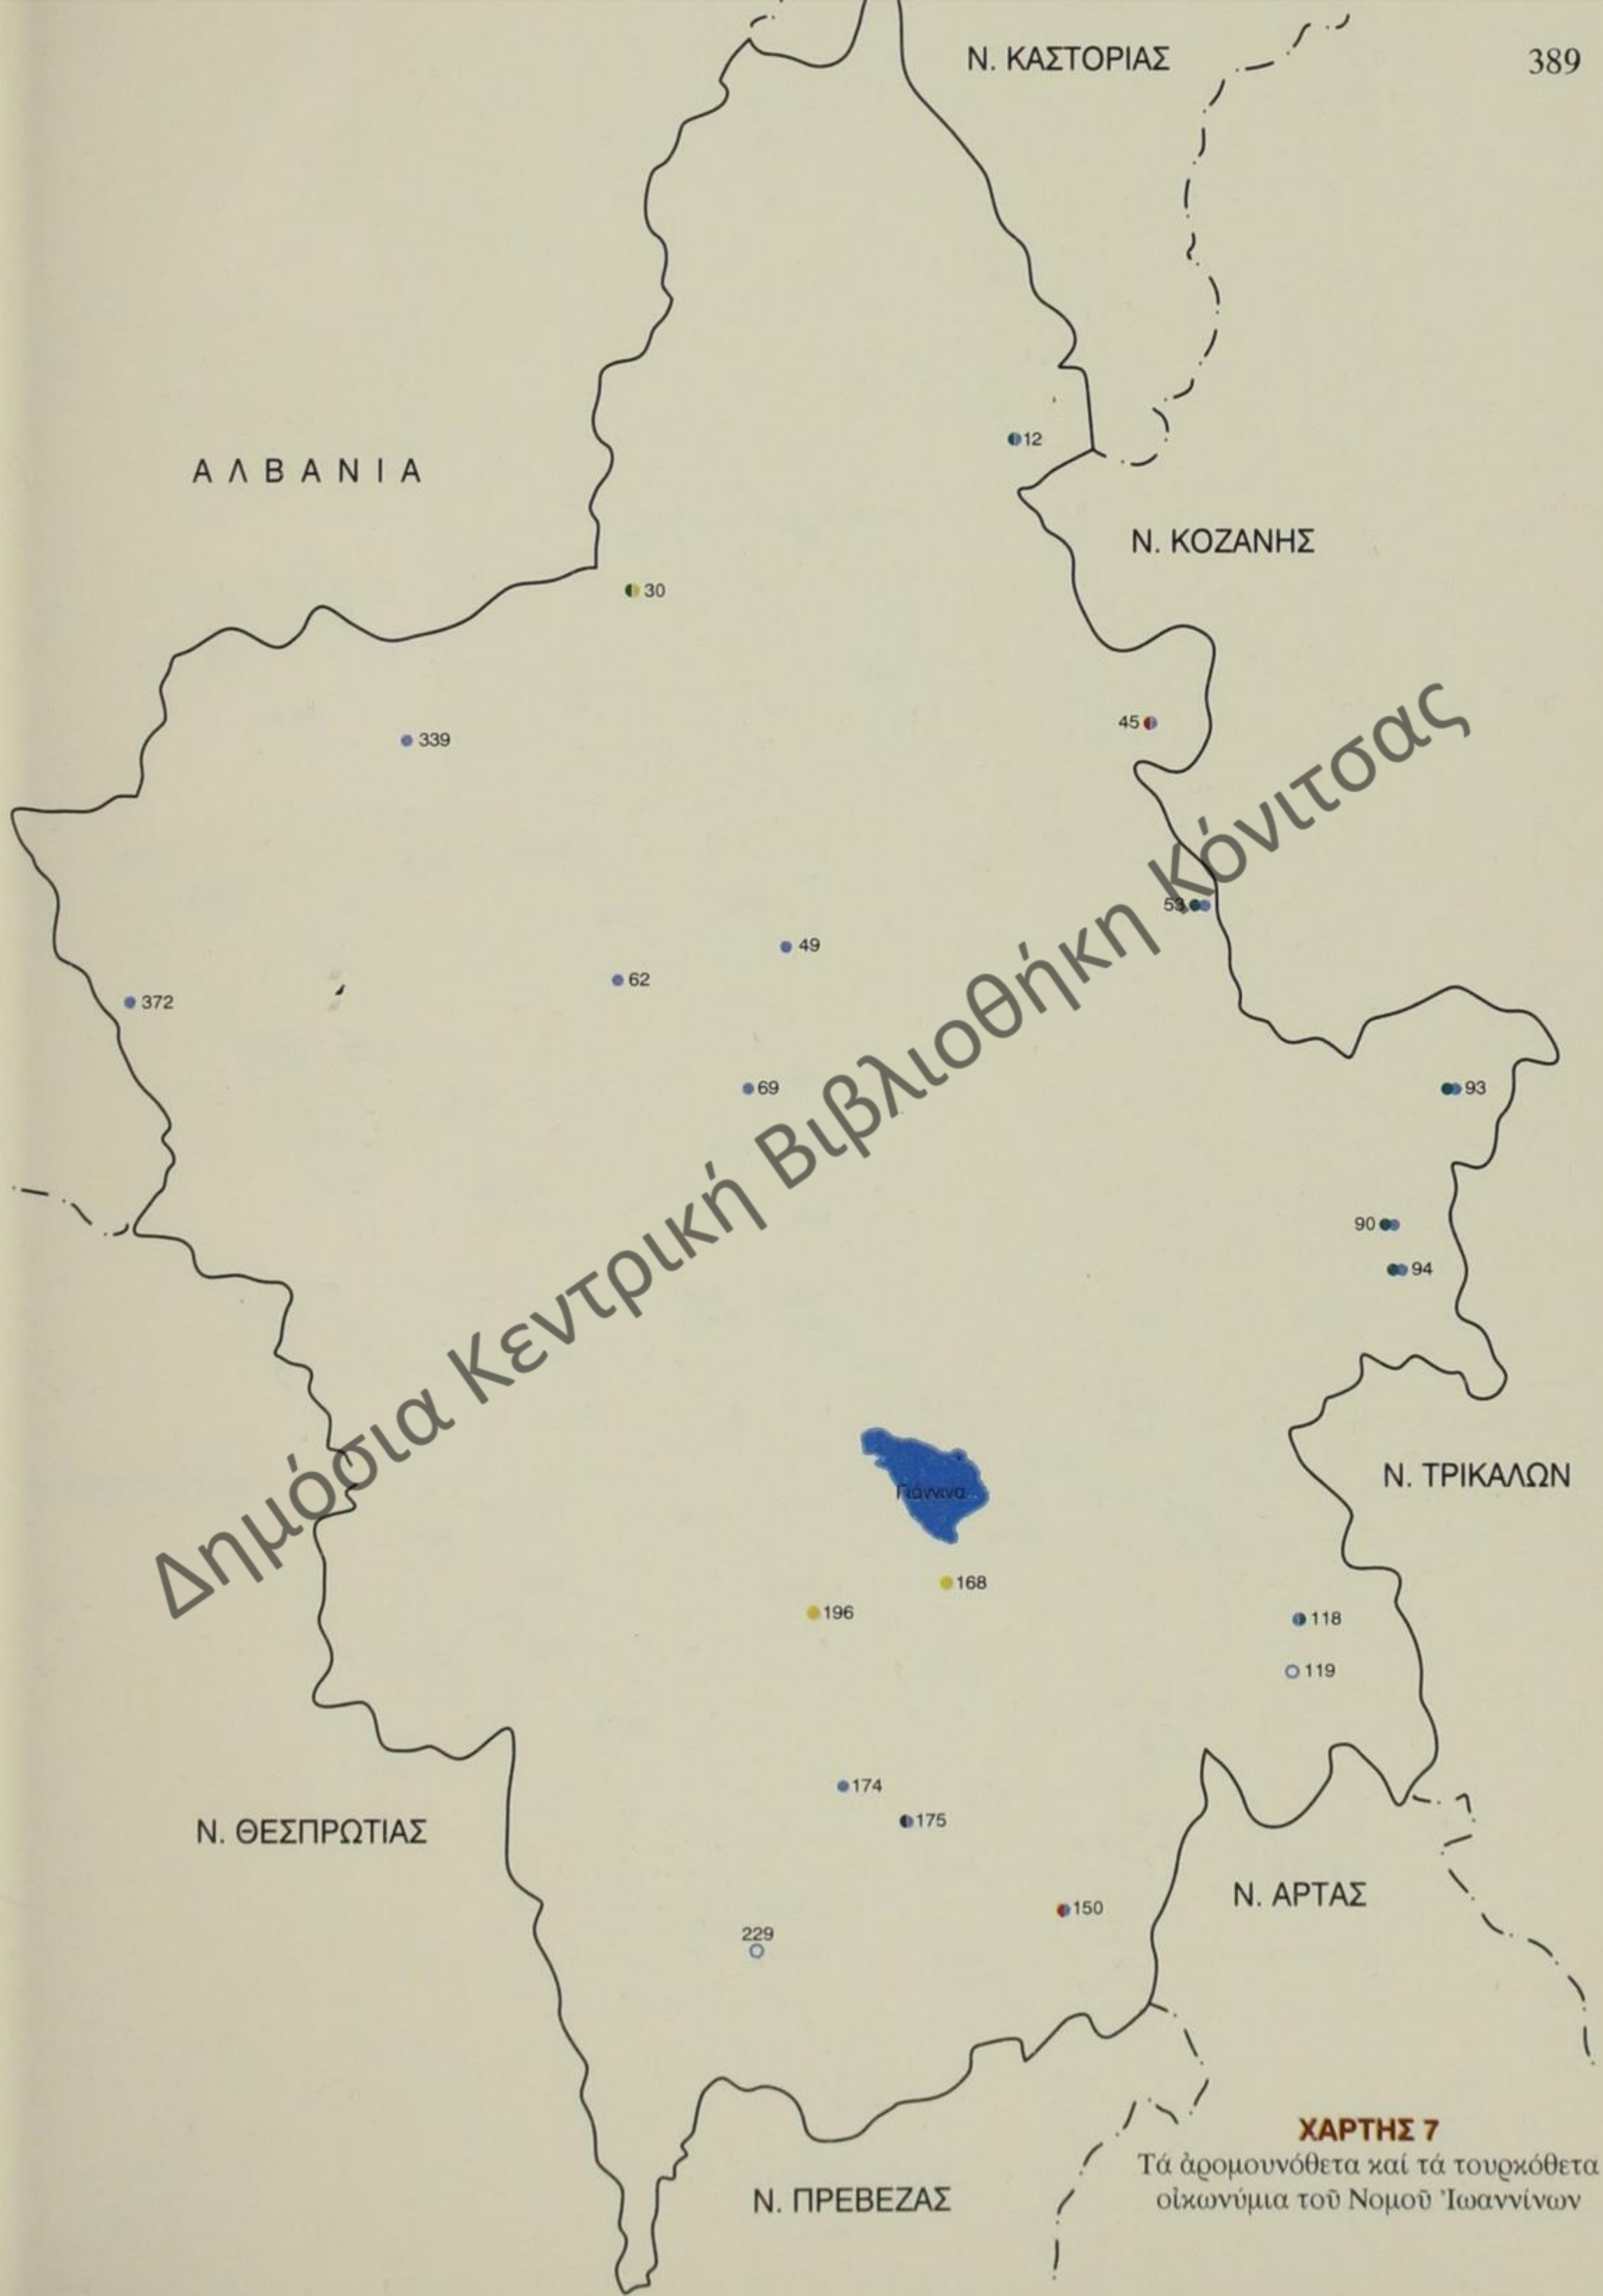 Ν. ΚΑΣΤΟΡΙΑΣ
389
12
ΑΛΒΑΝΙΑ
Ν. ΚΟΖΑΝΗΣ
30
45
339
53
49
62
372
69
93
90
94
Δημόσια Κεντρική Βιβλιοθήκη Κόνιτσας
Ν. ΤΡΙΚΑΛΩΝ
Γιάννινα
168
196
118
119
174
175
Ν. ΘΕΣΠΡΩΤΙΑΣ
Ν. ΑΡΤΑΣ
150
229
ΧΑΡΤΗΣ 7
Τά ἀρομουνόθετα καί τά τουρκόθετα
οἰκωνύμια τοῦ Νομοῦ Ἰωαννίνων
Ν. ΠΡΕΒΕΖΑΣ